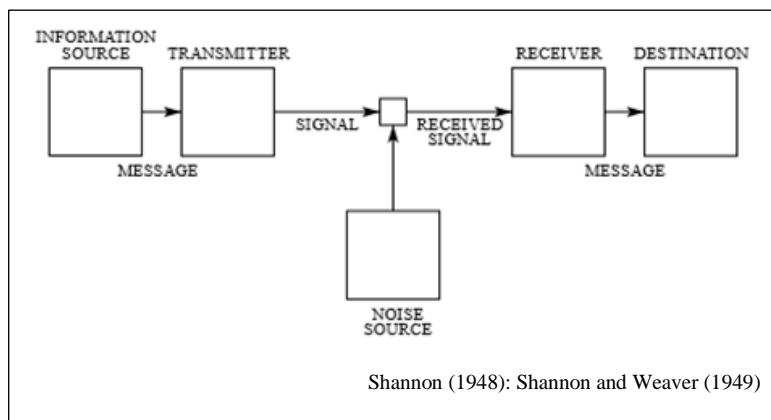 INFORMATION
SOURCE
TRANSMITTER
RECEIVER
DESTINATION
SIGNAL
RECEIVED
SIGNAL
MESSAGE
MESSAGE
NOISE
SOURCE
Shannon (1948): Shannon and Weaver (1949)